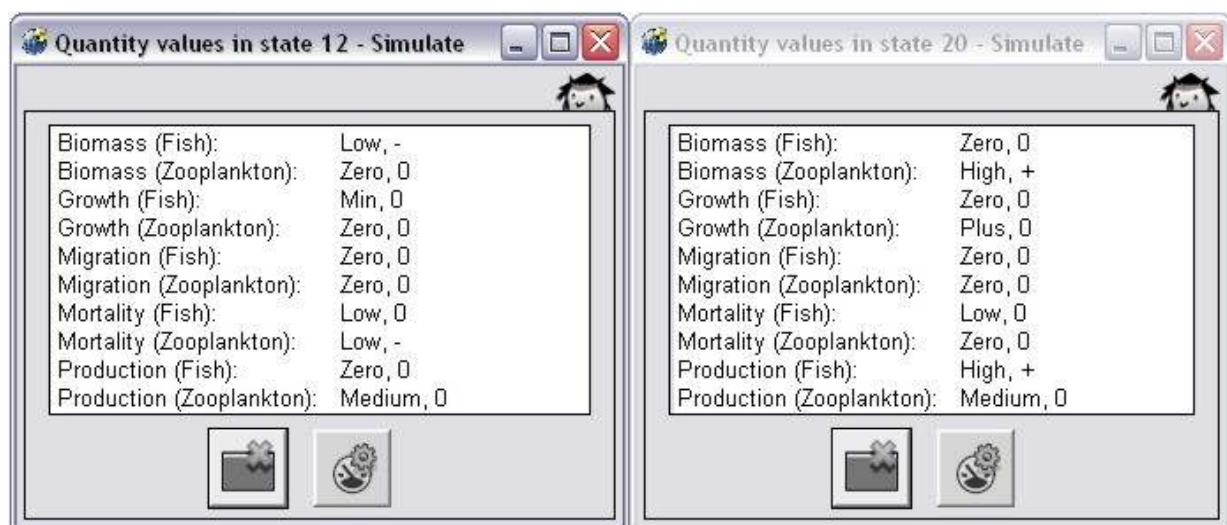 Quantity values in state 12 - Simulate
Biomass (Fish): Low, -
Biomass (Zooplankton): Zero, 0
Growth (Fish): Min, 0
Growth (Zooplankton): Zero, 0
Migration (Fish): Zero, 0
Migration (Zooplankton): Zero, 0
Mortality (Fish): Low, 0
Mortality (Zooplankton): Low, -
Production (Fish): Zero, 0
Production (Zooplankton): Medium, 0
Quantity values in state 20 - Simulate
Biomass (Fish): Zero, 0
Biomass (Zooplankton): High, +
Growth (Fish): Zero, 0
Growth (Zooplankton): Plus, 0
Migration (Fish): Zero, 0
Migration (Zooplankton): Zero, 0
Mortality (Fish): Low, 0
Mortality (Zooplankton): Zero, 0
Production (Fish): High, +
Production (Zooplankton): Medium, 0